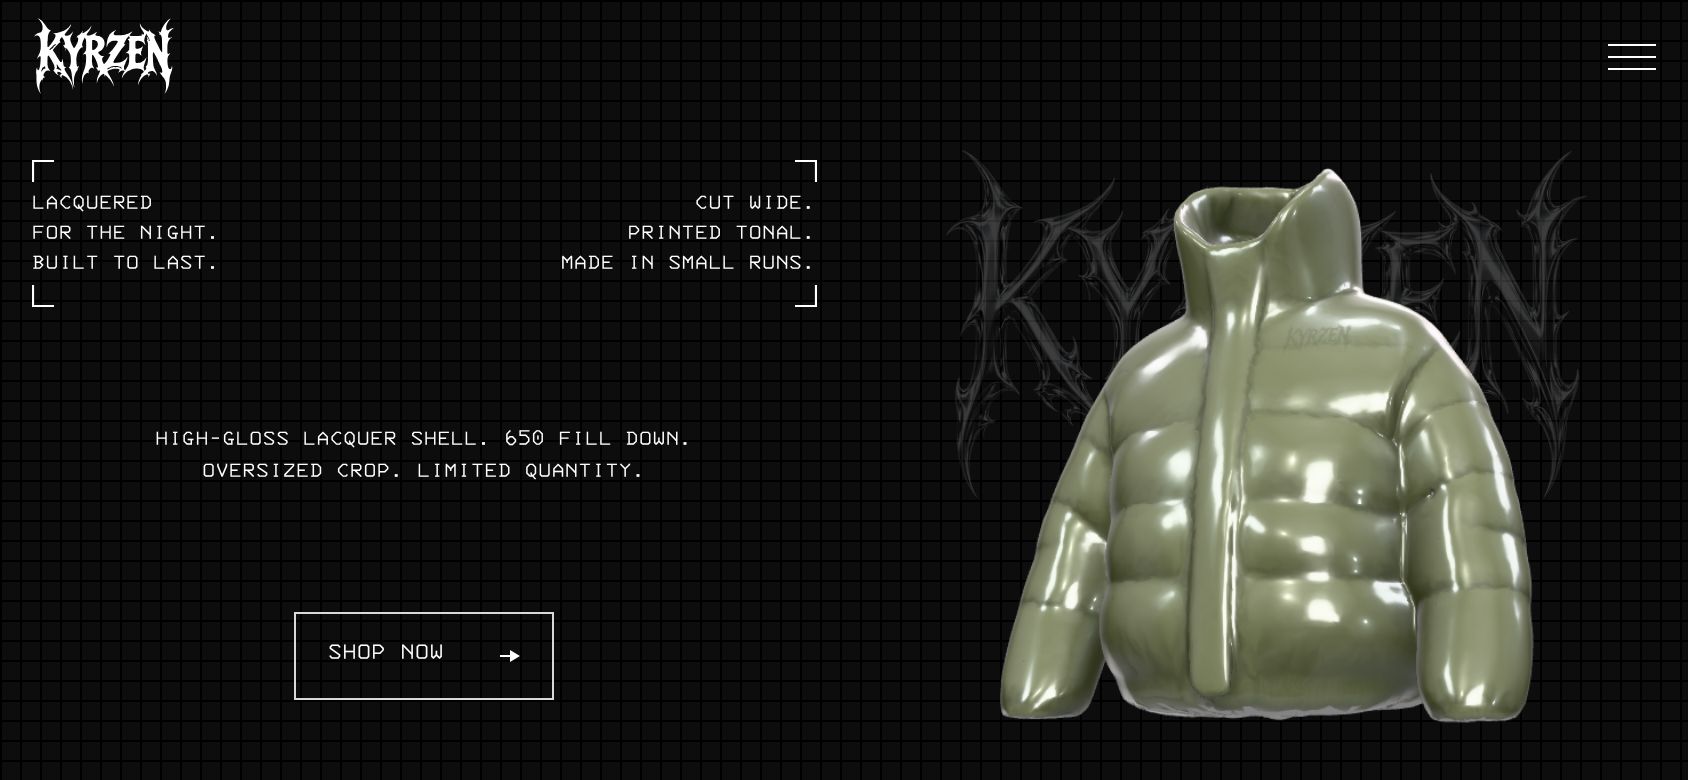 KYRZEN
LACQUERED
FOR THE NIGHT.
BUILT TO LAST.
CUT WIDE.
PRINTED TONAL.
MADE IN SMALL RUNS.
HIGH-GLOSS LACQUER SHELL. 650 FILL DOWN.
OVERSIZED CROP. LIMITED QUANTITY.
SHOP NOW
KYRZEN
KYRZEN